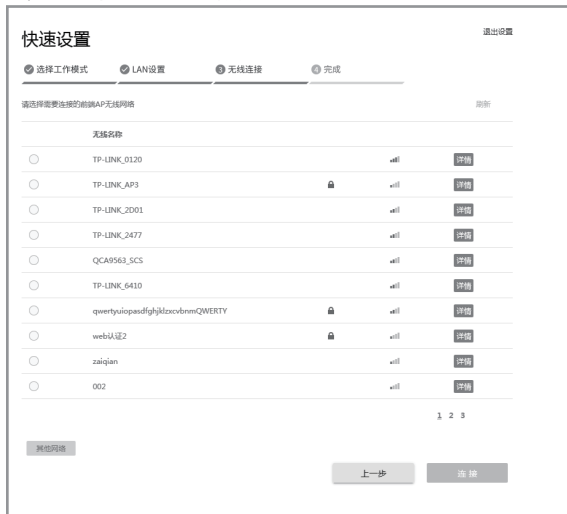 快速设置
退出设置
选择工作模式 LAN设置 3 无线连接 4 完成
请选择需要连接的前端AP无线网络 刷新
无线名称
TP-LINK_0120 详情
TP-LINK_AP3 详情
TP-LINK_2D01 详情
TP-LINK_2477 详情
QCA9563_SCS 详情
TP-LINK_6410 详情
qwertyuiopasdfghjklzxcvbnmQWERTY 详情
web认证2 详情
zaiqian 详情
002 详情
1 2 3
其他网络
上一步 连 接